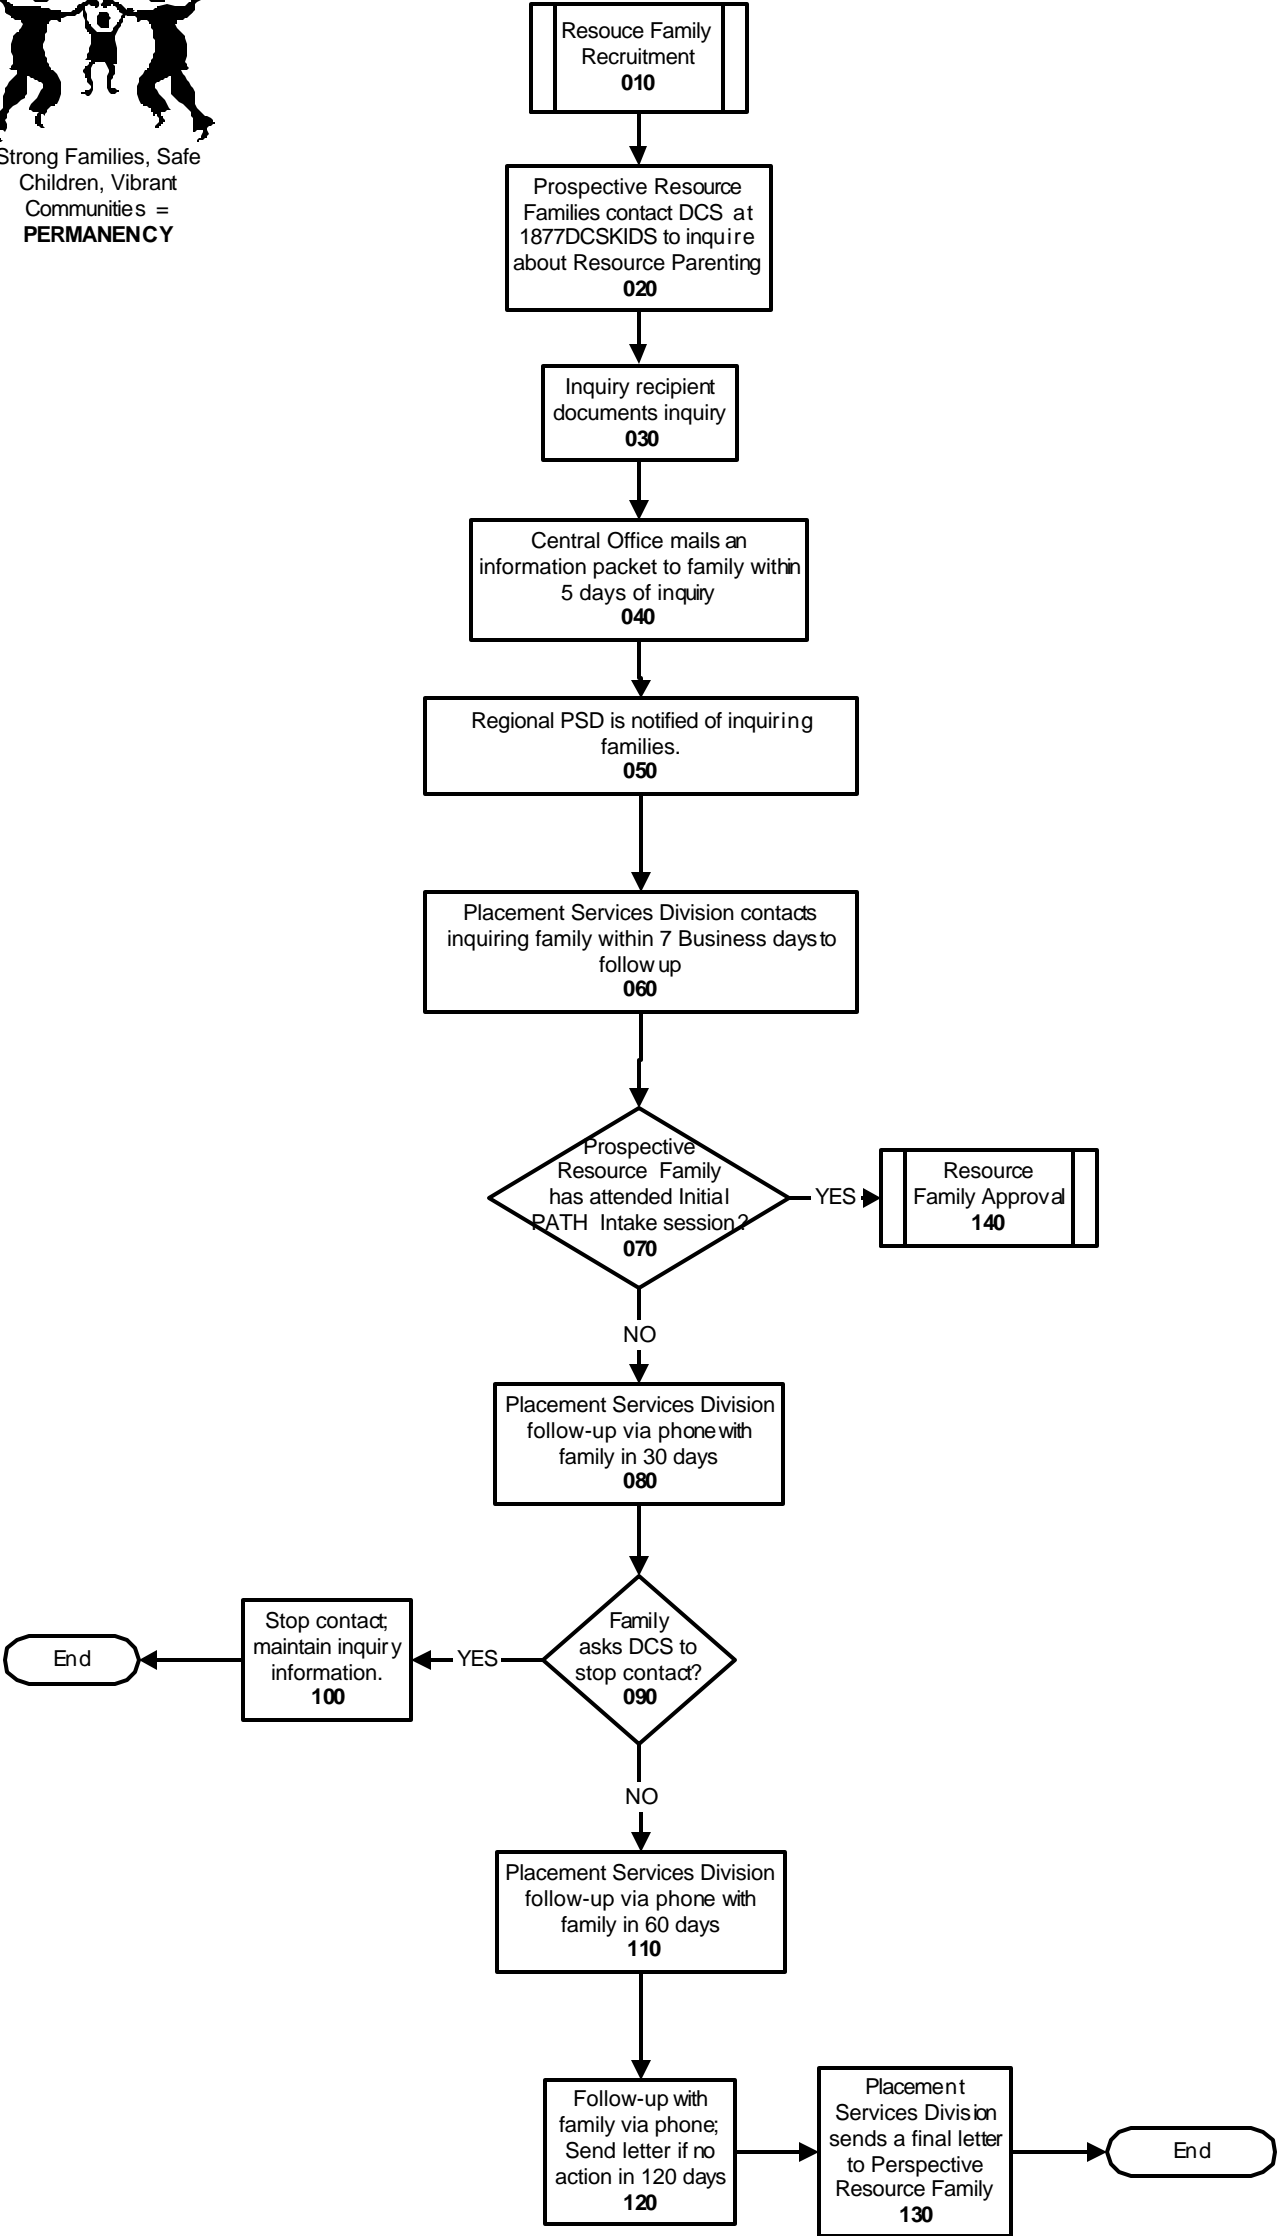 Resouce Family
Recruitment
010
Strong Families, Safe
Children, Vibrant
Communities =
PERMANENCY
Prospective Resource
Families contact DCS at
1877DCSKIDS to inquire
about Resource Parenting
020
Inquiry recipient
documents inquiry
030
Central Office mails an
information packet to family within
5 days of inquiry
040
Regional PSD is notified of inquiring
families.
050
Placement Services Division contacts
inquiring family within 7 Business days to
follow up
060
Prospective
Resource Family
has attended Initial
PATH Intake session?
070
YES
Resource
Family Approval
140
NO
Placement Services Division
follow-up via phone with
family in 30 days
080
Family
asks DCS to
stop contact?
090
YES
Stop contact;
maintain inquiry
information.
100
End
NO
Placement Services Division
follow-up via phone with
family in 60 days
110
Follow-up with
family via phone;
Send letter if no
action in 120 days
120
Placement
Services Division
sends a final letter
to Perspective
Resource Family
130
End